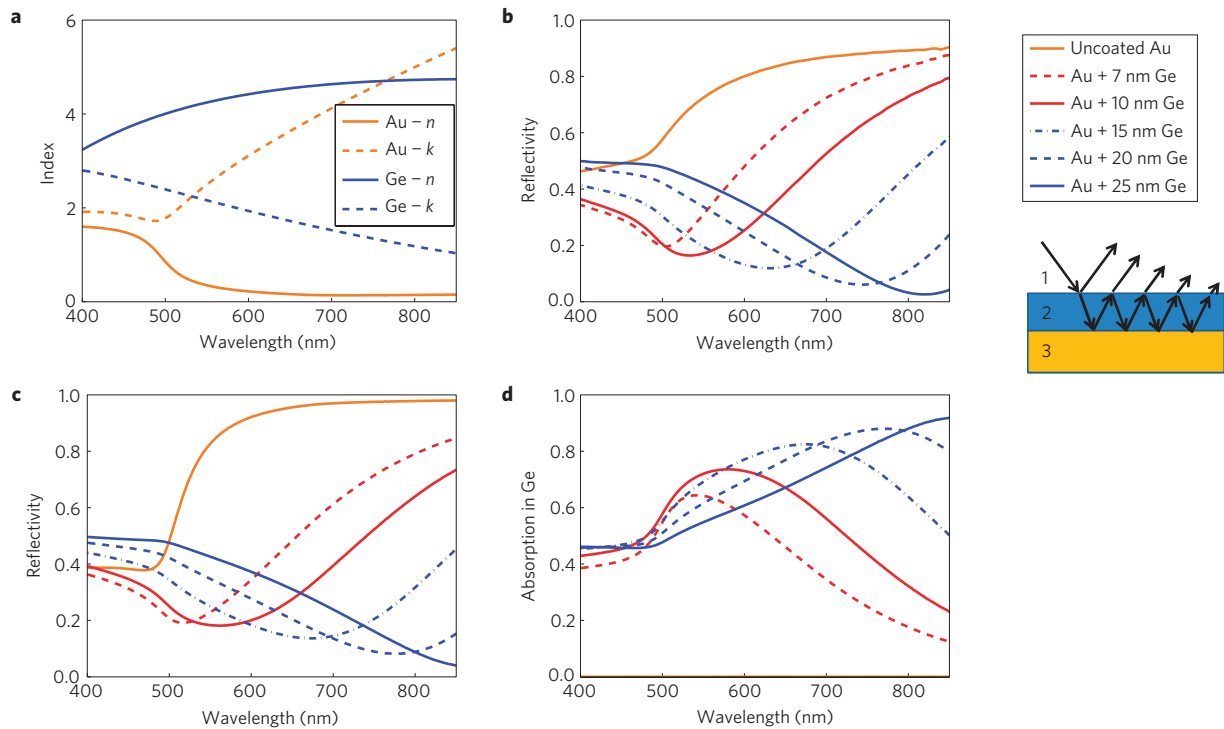 a
6
4
2
0
Index
400 500 600 700 800
Wavelength (nm)
Au – n
Au – k
Ge – n
Ge – k
b
1.0
0.8
0.6
0.4
0.2
0.0
Reflectivity
400 500 600 700 800
Wavelength (nm)
Uncoated Au
Au + 7 nm Ge
Au + 10 nm Ge
Au + 15 nm Ge
Au + 20 nm Ge
Au + 25 nm Ge
1
2
3
c
1.0
0.8
0.6
0.4
0.2
0.0
Reflectivity
400 500 600 700 800
Wavelength (nm)
d
1.0
0.8
0.6
0.4
0.2
0.0
Absorption in Ge
400 500 600 700 800
Wavelength (nm)